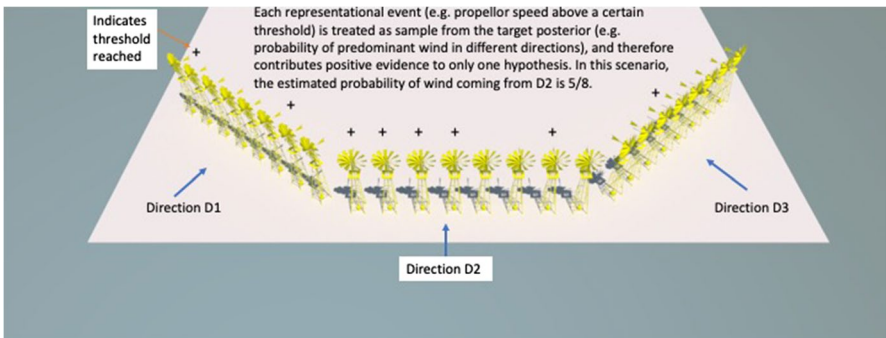 Each representational event (e.g. propellor speed above a certain
threshold) is treated as sample from the target posterior (e.g.
probability of predominant wind in different directions), and therefore
contributes positive evidence to only one hypothesis. In this scenario,
the estimated probability of wind coming from D2 is 5/8.
Indicates
threshold
reached
+
+
+
+ + + + +
Direction D1
Direction D3
Direction D2